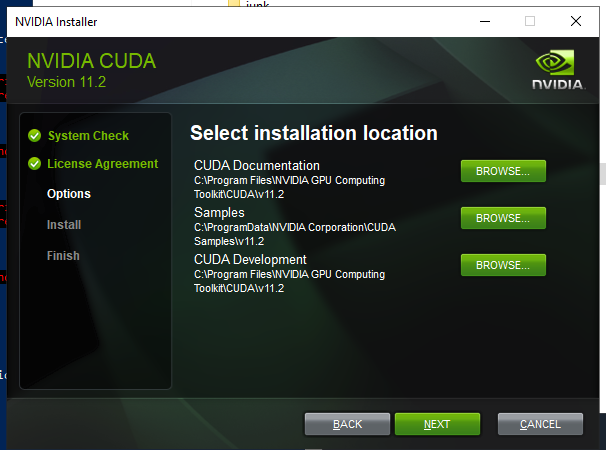 junk
NVIDIA Installer
NVIDIA CUDA
Version 11.2
NVIDIA.
System Check
License Agreement
Options
Install
Finish
Select installation location
CUDA Documentation
C:\Program Files\NVIDIA GPU Computing
Toolkit\CUDA\v11.2
BROWSE...
Samples
C:\ProgramData\NVIDIA Corporation\CUDA
Samples\v11.2
BROWSE...
CUDA Development
C:\Program Files\NVIDIA GPU Computing
Toolkit\CUDA\v11.2
BROWSE...
BACK
NEXT
CANCEL